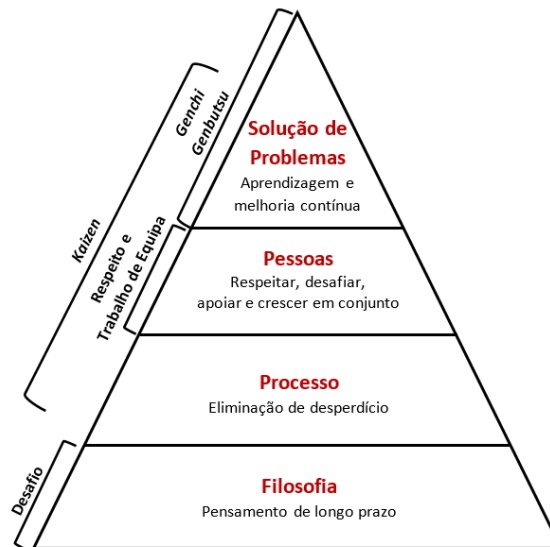 Genchi
Genbutsu
Kaizen
Respeito e
Trabalho de Equipa
Desafio
Solução de
Problemas
Aprendizagem e
melhoria contínua
Pessoas
Respeitar, desafiar,
apoiar e crescer em conjunto
Processo
Eliminação de desperdício
Filosofia
Pensamento de longo prazo